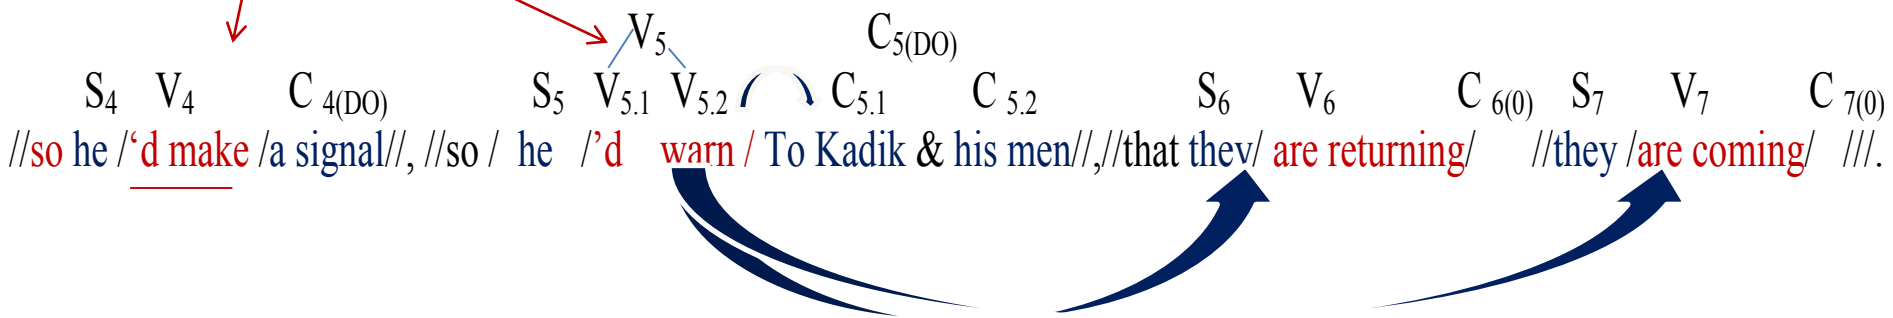 V5 C5(DO)
S4 V4 C 4(DO) S5 V5.1 V5.2 C5.1 C 5.2 S6 V6 C 6(0) S7 V7 C 7(0)
//so he /‘d make /a signal//, //so / he /’d warn / To Kadik & his men//,//that they/ are returning/ //they /are coming/ ///.